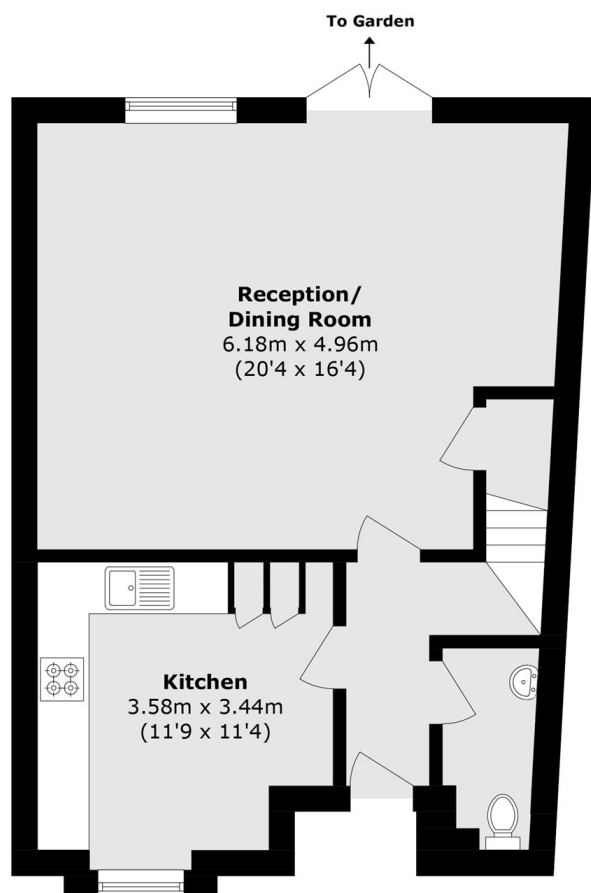 To Garden
Reception/
Dining Room
6.18m x 4.96m
(20'4 x 16'4)
Kitchen
3.58m x 3.44m
(11'9 x 11'4)